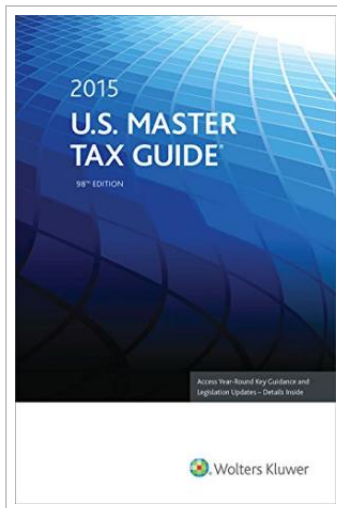 2015
U.S. MASTER
TAX GUIDE®
98TH EDITION
Access Year-Round Key Guidance and
Legislation Updates – Details Inside
Wolters Kluwer